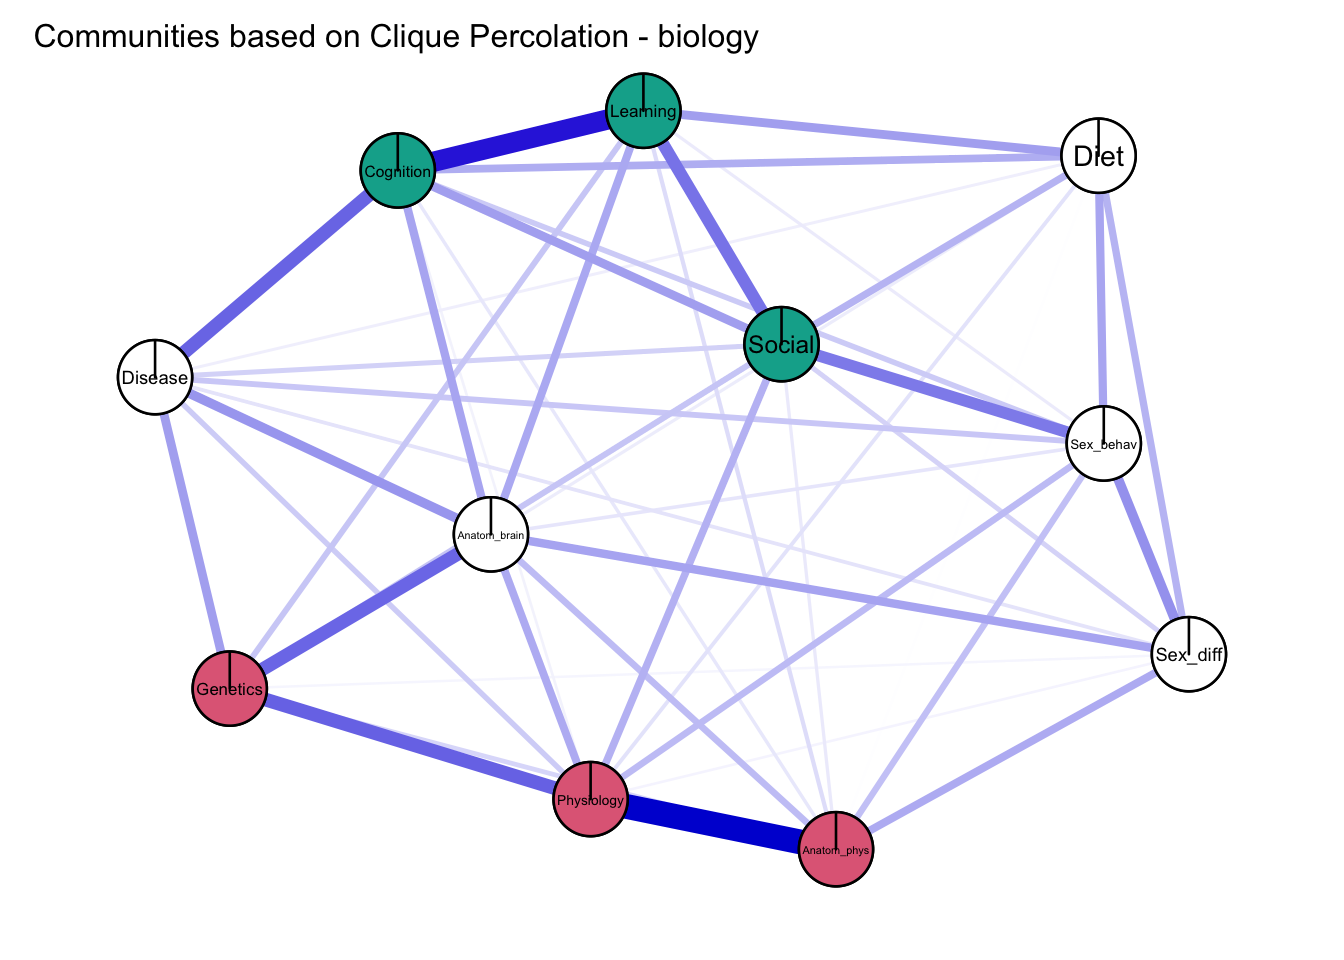 Communities based on Clique Percolation - biology
Learning
Cognition
Diet
Social
Disease
Sex_behav
Anatom_brain
Sex_diff
Genetics
Physiology
Anatom_phys